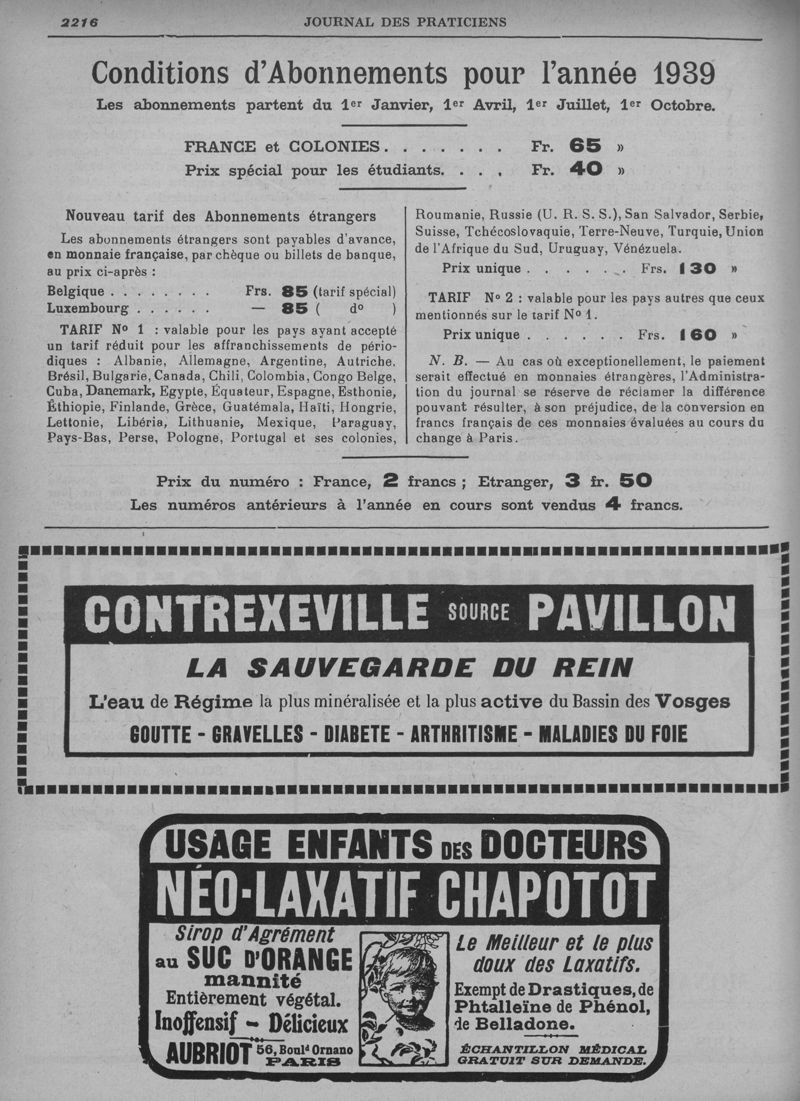 2216
JOURNAL DES PRATICIENS
Conditions d'Abonnements pour l'année 1939
Les abonnements partent du 1er Janvier, 1er Avril, 1er Juillet, 1er Octobre.
FRANCE et COLONIES. . . . . . . Fr. 65 »
Prix spécial pour les étudiants. . . , Fr. 40 »
Nouveau tarif des Abonnements étrangers
Les abonnements étrangers sont payables d'avance,
en monnaie française, par chèque ou billets de banque,
au prix ci-après :
Belgique . . . . . . . . Frs. 85 (tarif spécial)
Luxembourg . . . . . . — 85 ( do )
TARIF No 1 : valable pour les pays ayant accepté
un tarif réduit pour les affranchissements de pério-
diques : Albanie, Allemagne, Argentine, Autriche.
Brésil, Bulgarie, Canada, Chili, Colombia, Congo Belge,
Cuba, Danemark, Egypte, Équateur, Espagne, Esthonie,
Éthiopie, Finlande, Grèce, Guatémala, Haïti, Hongrie,
Lettonie, Libéria, Lithuanie, Mexique, Paraguay,
Pays-Bas, Perse, Pologne, Portugal et ses colonies,
Roumanie, Russie (U. R. S. S.), San Salvador, Serbie,
Suisse, Tchécoslovaquie, Terre-Neuve, Turquie, Union
de l'Afrique du Sud, Uruguay, Vénézuela.
Prix unique . . . . . . . Frs. 130 »
TARIF No 2 : valable pour les pays autres que ceux
mentionnés sur le tarif No 1.
Prix unique . . . . . . Frs. 160 »
N. B. — Au cas où exceptionellement, le paiement
serait effectué en monnaies étrangères, l'Administra-
tion du journal se réserve de réclamer la différence
pouvant résulter, à son préjudice, de la conversion en
francs français de ces monnaies évaluées au cours du
change à Paris.
Prix du numéro : France, 2 francs ; Etranger, 3 fr. 50
Les numéros antérieurs à l'année en cours sont vendus 4 francs.
CONTREXEVILLE SOURCE PAVILLON
LA SAUVEGARDE DU REIN
L'eau de Régime la plus minéralisée et la plus active du Bassin des Vosges
GOUTTE - GRAVELLES - DIABETE - ARTHRITISME - MALADIES DU FOIE
USAGE ENFANTS DES DOCTEURS
NÉO-LAXATIF CHAPOTOT
Sirop d'Agrément
au SUC D'ORANGE
mannité
Entièrement végétal.
Inoffensif - Délicieux
AUBRIOT 56, Bould Ornano
PARIS
Le Meilleur et le plus
doux des Laxatifs.
Exempt de Drastiques, de
Phtalleïne de Phénol,
de Belladone.
ÉCHANTILLON MÉDICAL
GRATUIT SUR DEMANDE.